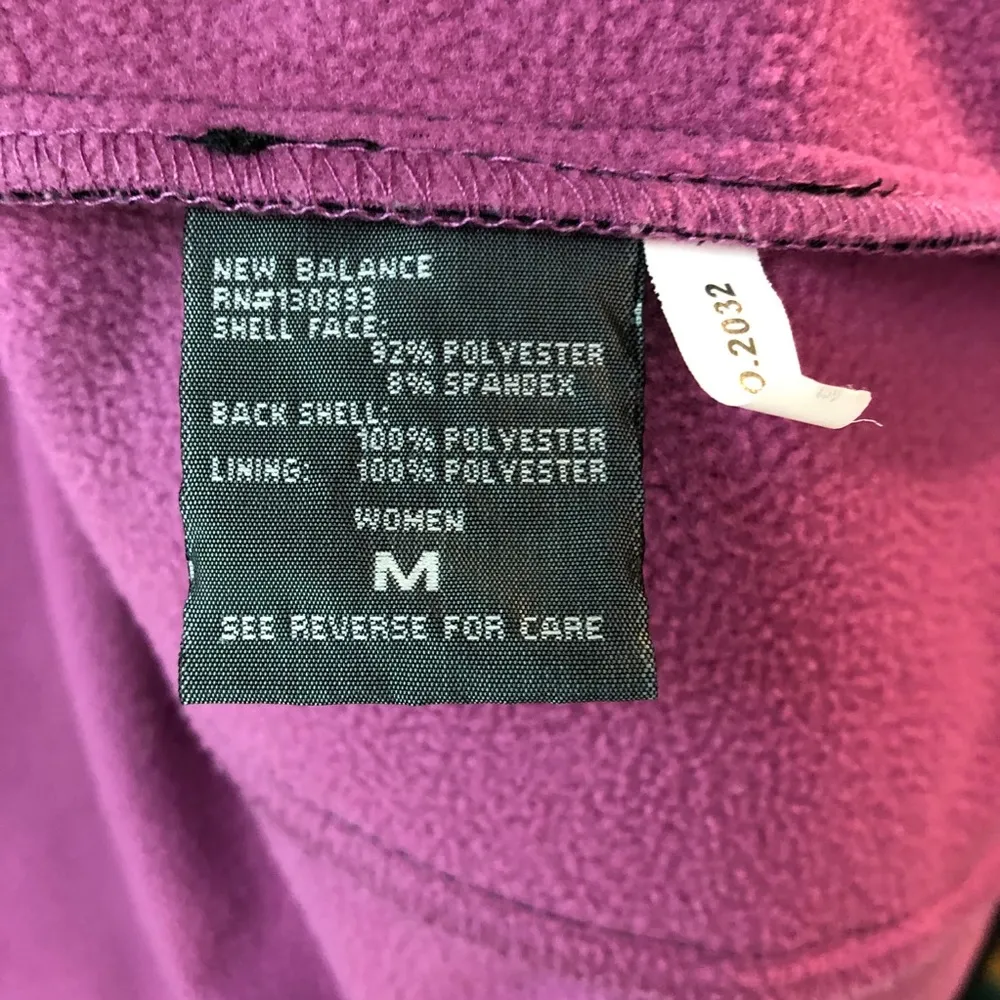 NEW BALANCE
RN#130893
SHELL FACE:
92% POLYESTER
8% SPANDEX
BACK SHELL:
100% POLYESTER
LINING: 100% POLYESTER
WOMEN
M
SEE REVERSE FOR CARE
O.2032